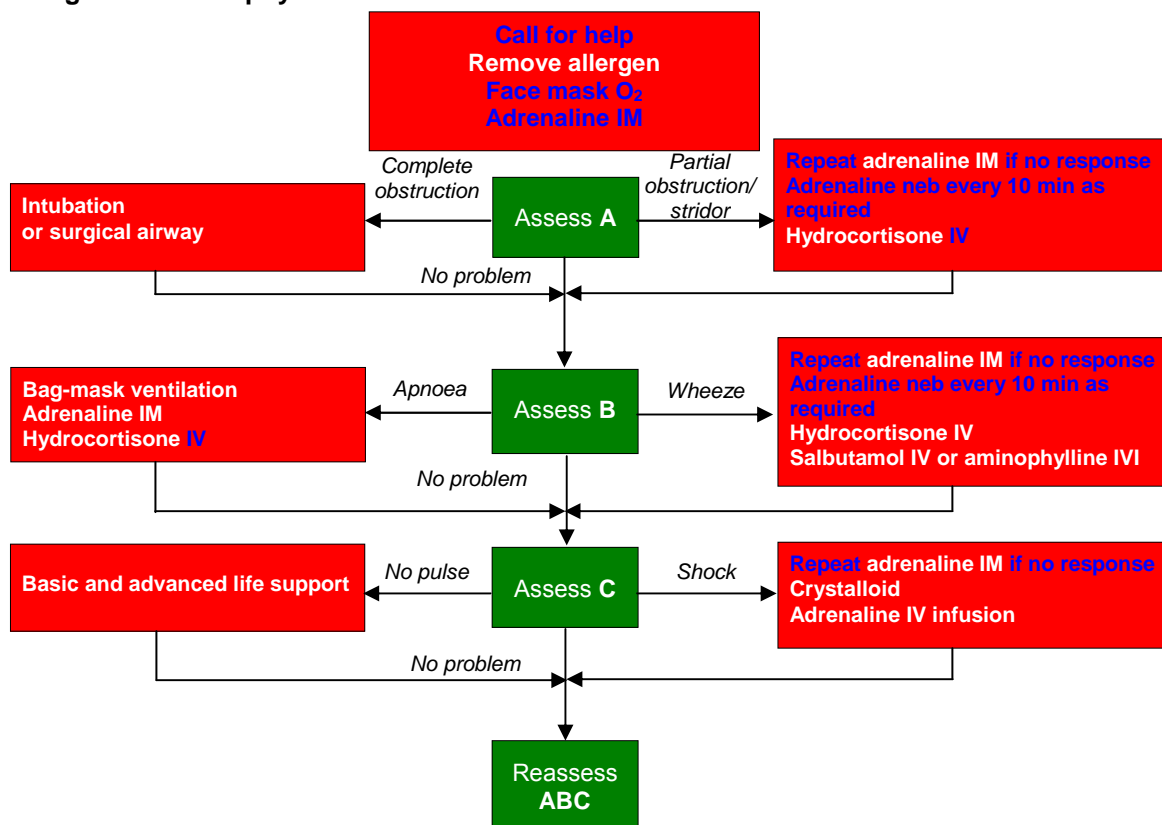 Call for help
Remove allergen
Face mask O₂
Adrenaline IM
Complete
obstruction
Partial
obstruction/
stridor
Intubation
or surgical airway
Assess A
Repeat adrenaline IM if no response
Adrenaline neb every 10 min as
required
Hydrocortisone IV
No problem
Bag-mask ventilation
Adrenaline IM
Hydrocortisone IV
Apnoea
Assess B
Wheeze
Repeat adrenaline IM if no response
Adrenaline neb every 10 min as
required
Hydrocortisone IV
Salbutamol IV or aminophylline IVI
No problem
Basic and advanced life support
No pulse
Assess C
Shock
Repeat adrenaline IM if no response
Crystalloid
Adrenaline IV infusion
No problem
Reassess
ABC